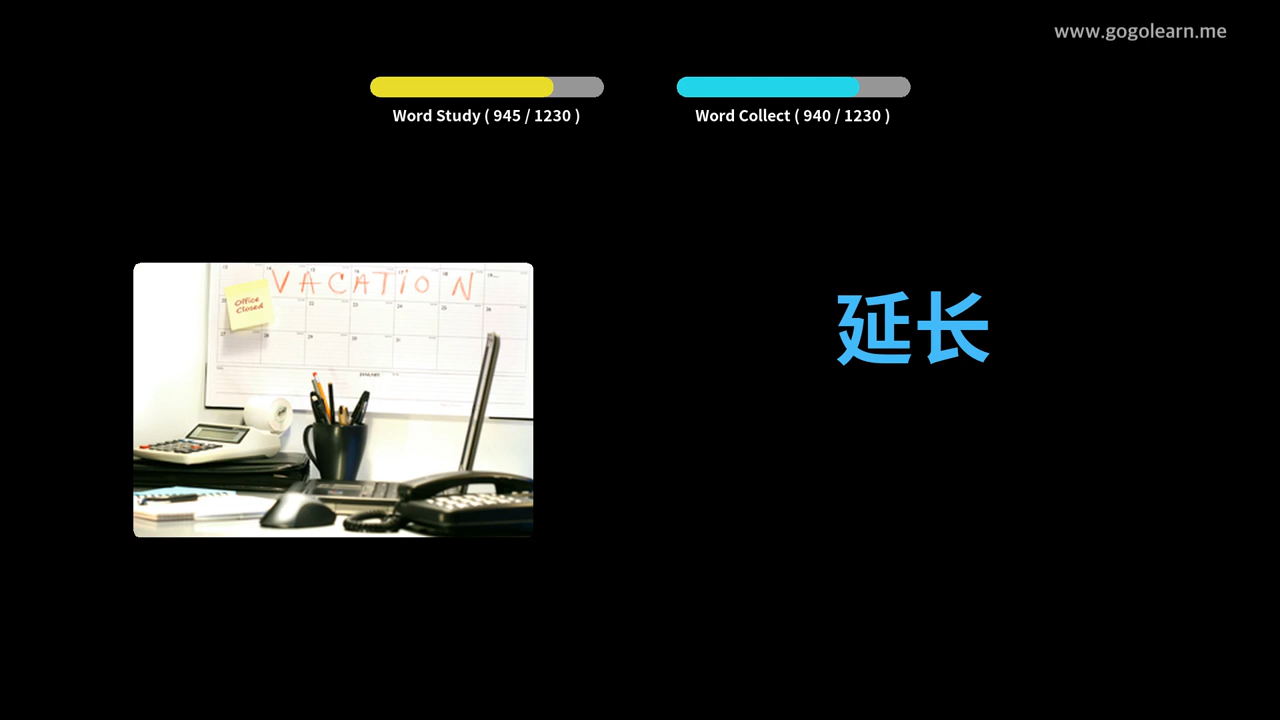 www.gogolearn.me
Word Study ( 945 / 1230 )
Word Collect ( 940 / 1230 )
VACATION
Office
Closed
延长